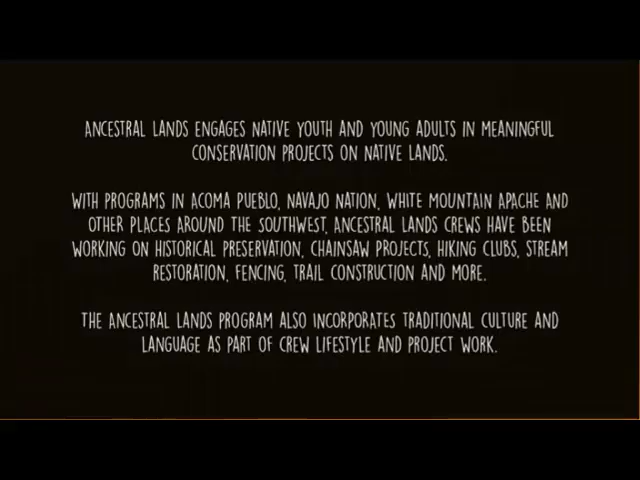 ANCESTRAL LANDS ENGAGES NATIVE YOUTH AND YOUNG ADULTS IN MEANINGFUL
CONSERVATION PROJECTS ON NATIVE LANDS.
WITH PROGRAMS IN ACOMA PUEBLO, NAVAJO NATION, WHITE MOUNTAIN APACHE AND
OTHER PLACES AROUND THE SOUTHWEST, ANCESTRAL LANDS CREWS HAVE BEEN
WORKING ON HISTORICAL PRESERVATION, CHAINSAW PROJECTS, HIKING CLUBS, STREAM
RESTORATION, FENCING, TRAIL CONSTRUCTION AND MORE.
THE ANCESTRAL LANDS PROGRAM ALSO INCORPORATES TRADITIONAL CULTURE AND
LANGUAGE AS PART OF CREW LIFESTYLE AND PROJECT WORK.